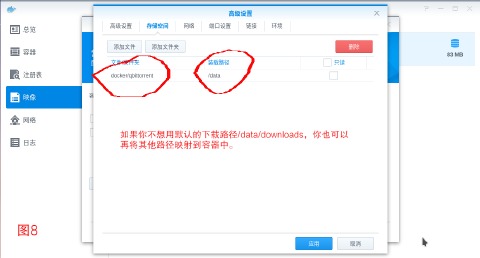 高级设置
高级设置 存储空间 网络 端口设置 链接 环境
总览
容器
注册表
映像
网络
日志
添加文件 添加文件夹 删除
文件/文件夹 装载路径 只读
docker/qbittorrent /data
63 MB
如果你不想用默认的下载路径/data/downloads，你也可以
再将其他路径映射到容器中。
图8
应用 取消